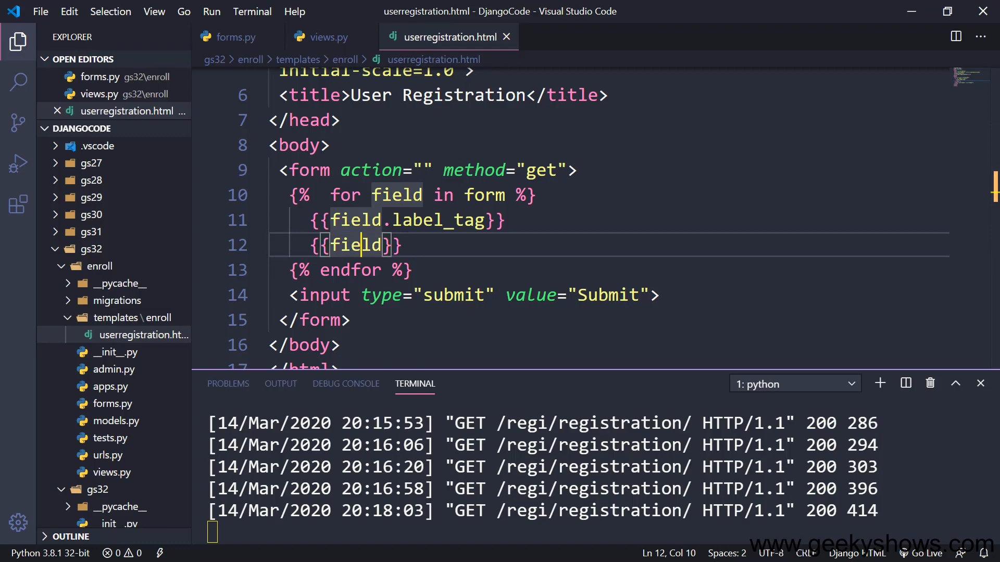 File Edit Selection View Go Run Terminal Help
userregistration.html - DjangoCode - Visual Studio Code
EXPLORER
OPEN EDITORS
forms.py gs32\enroll
views.py gs32\enroll
userregistration.html ...
DJANGOCODE
.vscode
gs27
gs28
gs29
gs30
gs31
gs32
enroll
__pycache__
migrations
templates\enroll
userregistration.ht...
__init__.py
admin.py
apps.py
forms.py
models.py
tests.py
urls.py
views.py
gs32
__pycache__
__init__.py
OUTLINE
forms.py views.py userregistration.html
gs32 > enroll > templates > enroll > userregistration.html
initial-scale=1.0">
6 <title>User Registration</title>
7 </head>
8 <body>
9 <form action="" method="get">
10 {%  for field in form %}
11 {{field.label_tag}}
12 {{field}}
13 {% endfor %}
14 <input type="submit" value="Submit">
15 </form>
16 </body>
17 </html>
PROBLEMS OUTPUT DEBUG CONSOLE TERMINAL
1: python
[14/Mar/2020 20:15:53] "GET /regi/registration/ HTTP/1.1" 200 286
[14/Mar/2020 20:16:06] "GET /regi/registration/ HTTP/1.1" 200 294
[14/Mar/2020 20:16:20] "GET /regi/registration/ HTTP/1.1" 200 303
[14/Mar/2020 20:16:58] "GET /regi/registration/ HTTP/1.1" 200 396
[14/Mar/2020 20:18:03] "GET /regi/registration/ HTTP/1.1" 200 414
www.geekyshows.com
Python 3.8.1 32-bit 0 0
Ln 12, Col 10 Spaces: 2 UTF-8 CRLF Django HTML Go Live